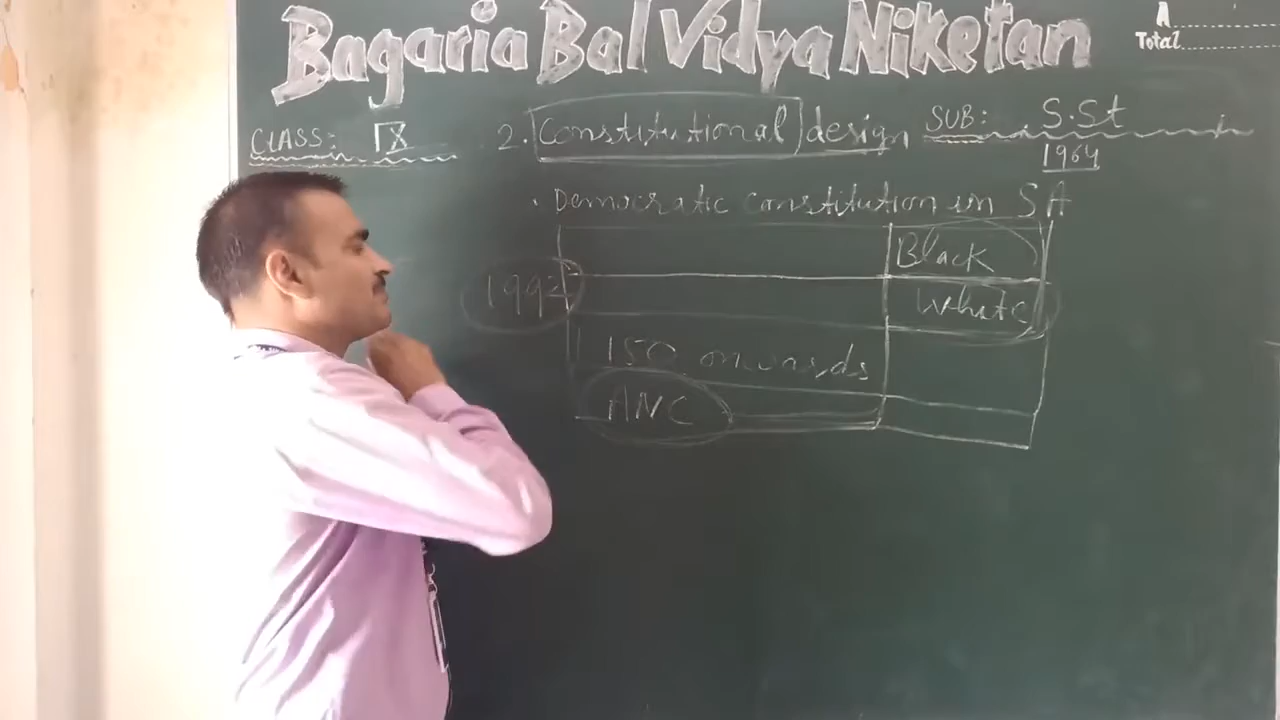 Bagaria Bal Vidya Niketan
A
Total
CLASS: IX
2. Constitutional design
SUB: S.St
1964
. Democratic constitution in SA
Black
1992
White
150 onwards
ANC